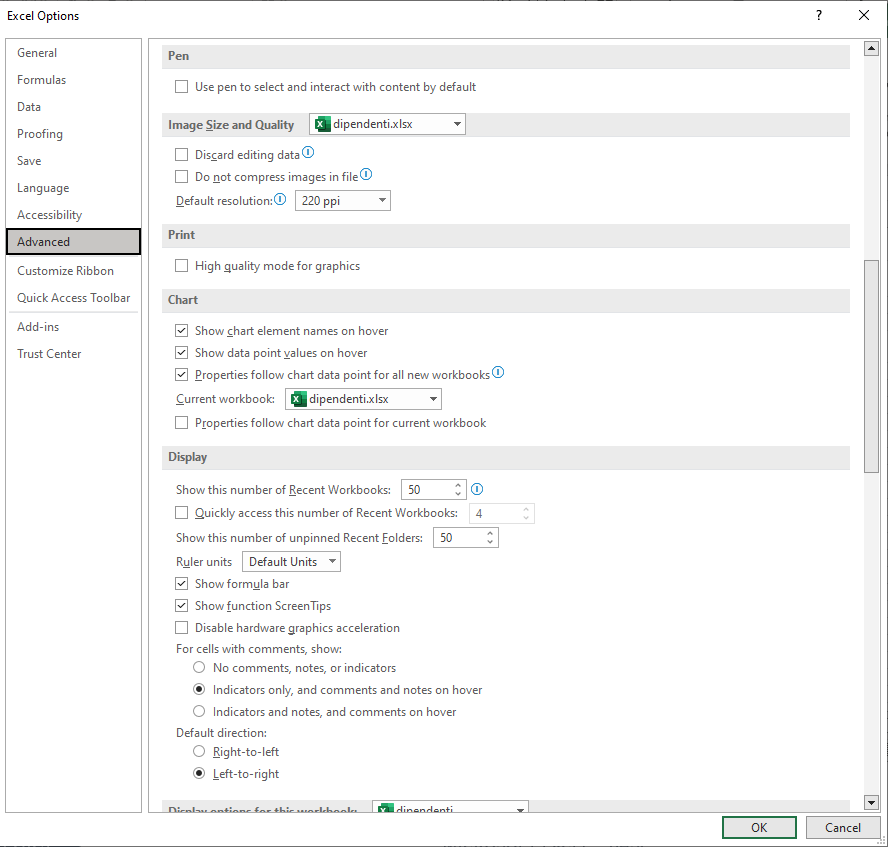 Excel Options
?
General
Formulas
Data
Proofing
Save
Language
Accessibility
Advanced
Customize Ribbon
Quick Access Toolbar
Add-ins
Trust Center
Pen
Use pen to select and interact with content by default
Image Size and Quality dipendenti.xlsx
Discard editing data
Do not compress images in file
Default resolution: 220 ppi
Print
High quality mode for graphics
Chart
Show chart element names on hover
Show data point values on hover
Properties follow chart data point for all new workbooks
Current workbook: dipendenti.xlsx
Properties follow chart data point for current workbook
Display
Show this number of Recent Workbooks: 50
Quickly access this number of Recent Workbooks: 4
Show this number of unpinned Recent Folders: 50
Ruler units Default Units
Show formula bar
Show function ScreenTips
Disable hardware graphics acceleration
For cells with comments, show:
No comments, notes, or indicators
Indicators only, and comments and notes on hover
Indicators and notes, and comments on hover
Default direction:
Right-to-left
Left-to-right
Display options for this workbook: dipendenti
OK Cancel